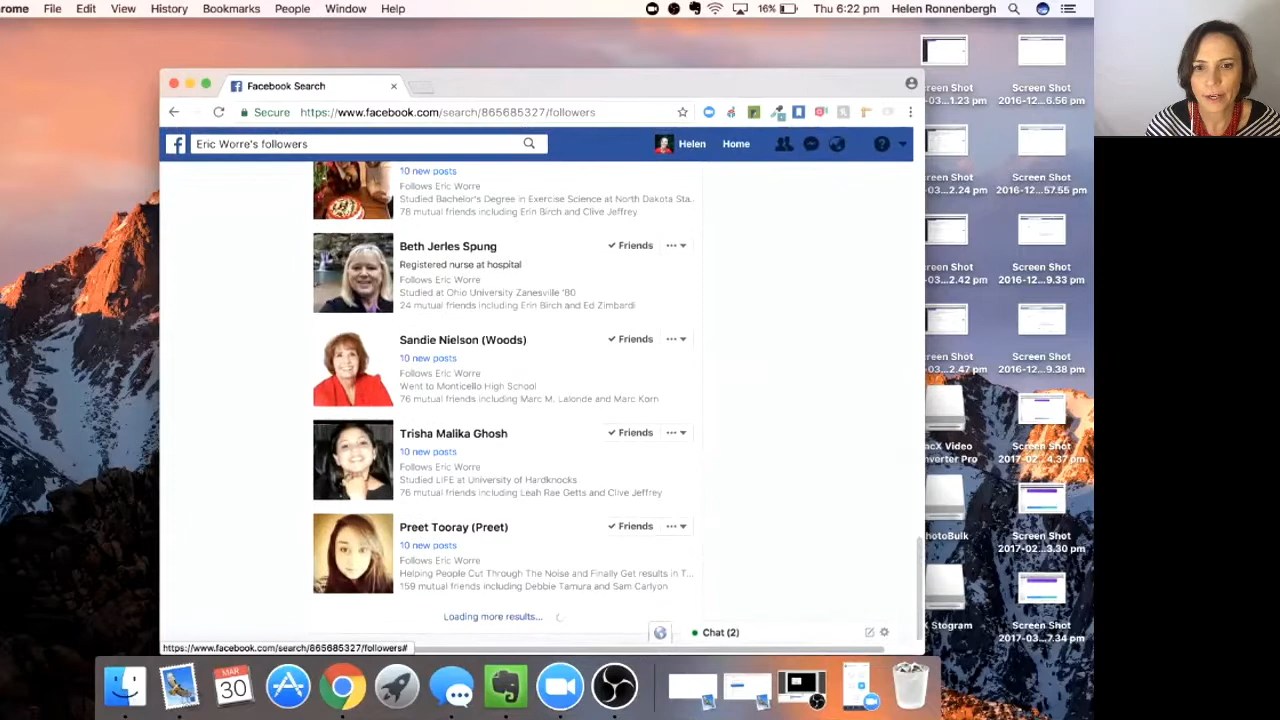 rome File Edit View History Bookmarks People Window Help 16% Thu 6:22 pm Helen Ronnenbergh
Facebook Search
Secure https://www.facebook.com/search/865685327/followers
Eric Worre's followers Helen Home
10 new posts
Follows Eric Worre
Studied Bachelor's Degree in Exercise Science at North Dakota Sta...
78 mutual friends including Erin Birch and Clive Jeffrey
Beth Jerles Spung Friends
Registered nurse at hospital
Follows Eric Worre
Studied at Ohio University Zanesville '80
24 mutual friends including Erin Birch and Ed Zimbardi
Sandie Nielson (Woods) Friends
10 new posts
Follows Eric Worre
Went to Monticello High School
76 mutual friends including Marc M. Lalonde and Marc Korn
Trisha Malika Ghosh Friends
10 new posts
Follows Eric Worre
Studied LIFE at University of Hardknocks
76 mutual friends including Leah Rae Getts and Clive Jeffrey
Preet Tooray (Preet) Friends
10 new posts
Follows Eric Worre
Helping People Cut Through The Noise and Finally Get results in T...
159 mutual friends including Debbie Tamura and Sam Carlyon
Loading more results...
Chat (2)
https://www.facebook.com/search/865685327/followers#
creen Shot
-03...1.23 pm
Screen Shot
2016-12...6.56 pm
creen Shot
-03...2.24 pm
Screen Shot
2016-12...57.55 pm
creen Shot
-03...2.42 pm
Screen Shot
2016-12...9.33 pm
creen Shot
-03...2.47 pm
Screen Shot
2016-12...9.38 pm
acX Video
nverter Pro
Screen Shot
2017-02...4.37 pm
hotoBulk
Screen Shot
2017-02...3.30 pm
X Stogram
Screen Shot
2017-03...7.34 pm
MAR
30